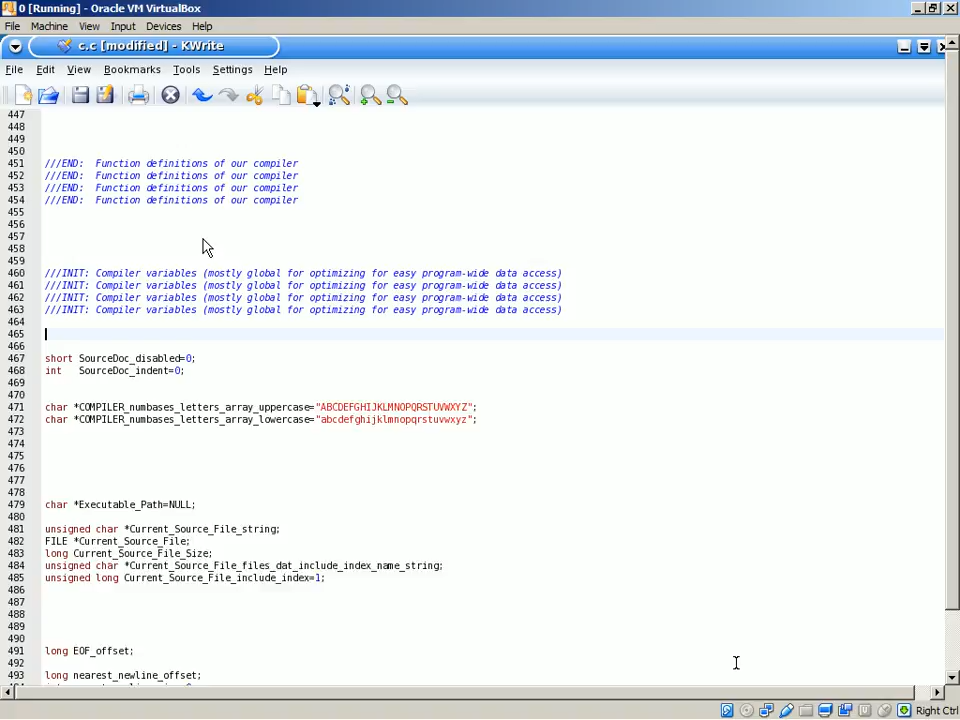 0 [Running] - Oracle VM VirtualBox
File Machine View Input Devices Help
c.c [modified] - KWrite
File Edit View Bookmarks Tools Settings Help
447
448
449
450
451 ///END:  Function definitions of our compiler
452 ///END:  Function definitions of our compiler
453 ///END:  Function definitions of our compiler
454 ///END:  Function definitions of our compiler
455
456
457
458
459
460 ///INIT: Compiler variables (mostly global for optimizing for easy program-wide data access)
461 ///INIT: Compiler variables (mostly global for optimizing for easy program-wide data access)
462 ///INIT: Compiler variables (mostly global for optimizing for easy program-wide data access)
463 ///INIT: Compiler variables (mostly global for optimizing for easy program-wide data access)
464
465
466
467 short SourceDoc_disabled=0;
468 int   SourceDoc_indent=0;
469
470
471 char *COMPILER_numbases_letters_array_uppercase="ABCDEFGHIJKLMNOPQRSTUVWXYZ";
472 char *COMPILER_numbases_letters_array_lowercase="abcdefghijklmnopqrstuvwxyz";
473
474
475
476
477
478
479 char *Executable_Path=NULL;
480
481 unsigned char *Current_Source_File_string;
482 FILE *Current_Source_File;
483 long Current_Source_File_Size;
484 unsigned char *Current_Source_File_files_dat_include_index_name_string;
485 unsigned long Current_Source_File_include_index=1;
486
487
488
489
490
491 long EOF_offset;
492
493 long nearest_newline_offset;
Right Ctrl